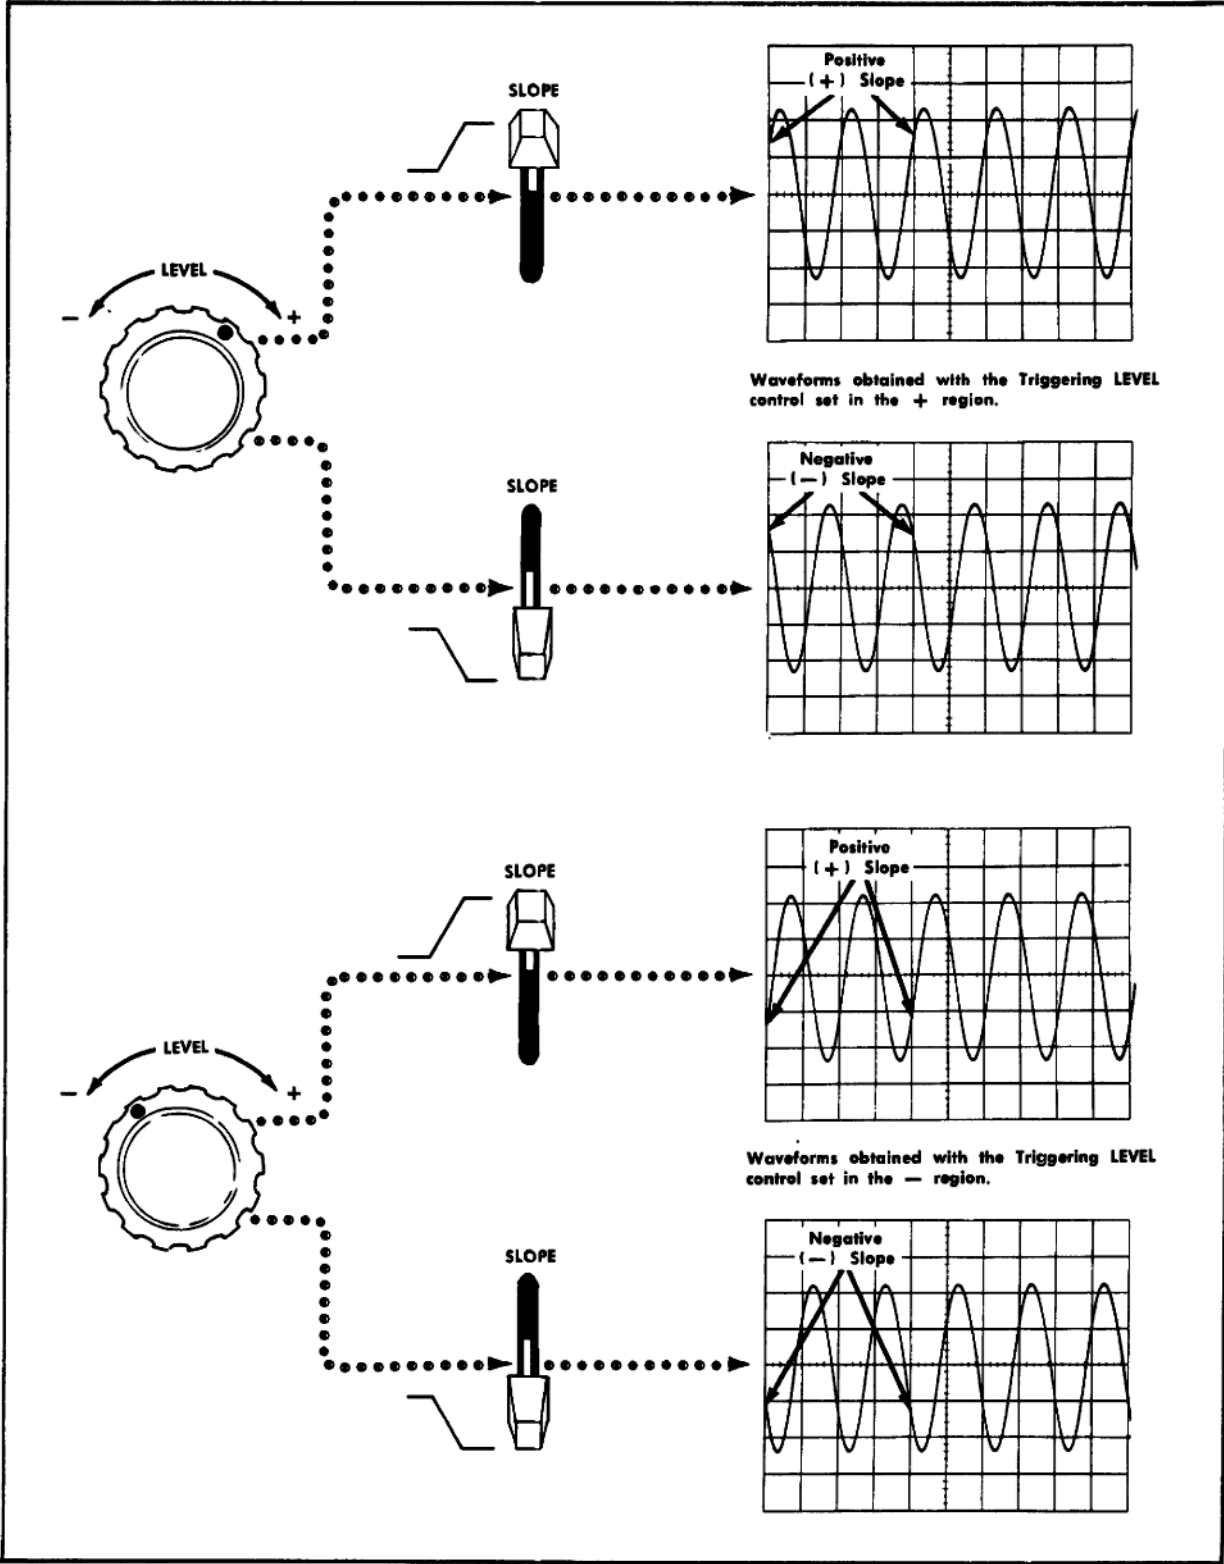 SLOPE
Positive
(+) Slope
LEVEL
- +
Waveforms obtained with the Triggering LEVEL
control set in the + region.
SLOPE
Negative
(—) Slope
SLOPE
Positive
(+) Slope
LEVEL
- +
Waveforms obtained with the Triggering LEVEL
control set in the — region.
SLOPE
Negative
(—) Slope